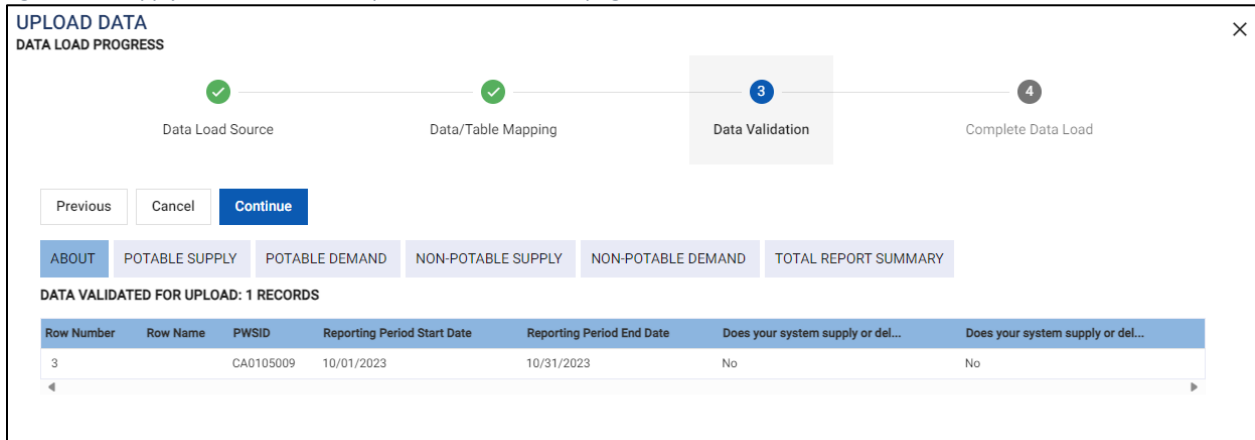 UPLOAD DATA
DATA LOAD PROGRESS
3
4
Data Load Source
Data/Table Mapping
Data Validation
Complete Data Load
Previous
Cancel
Continue
ABOUT
POTABLE SUPPLY
POTABLE DEMAND
NON-POTABLE SUPPLY
NON-POTABLE DEMAND
TOTAL REPORT SUMMARY
DATA VALIDATED FOR UPLOAD: 1 RECORDS
Row Number Row Name PWSID Reporting Period Start Date Reporting Period End Date Does your system supply or del... Does your system supply or del...
3 CA0105009 10/01/2023 10/31/2023 No No